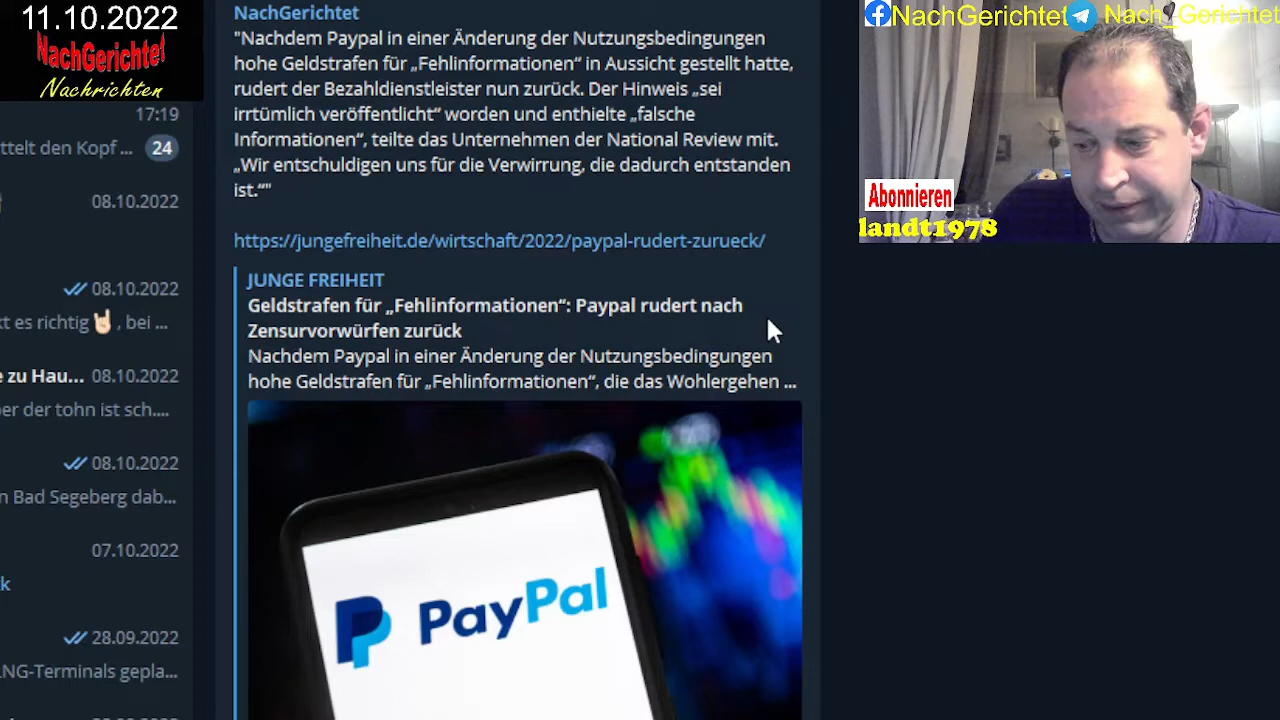 11.10.2022
NachGerichtet
Nachrichten
17:19
ttelt den Kopf ... 24
08.10.2022
08.10.2022
kt es richtig🤘🏻, bei ...
e zu Hau... 08.10.2022
er der tohn ist sch....
08.10.2022
n Bad Segeberg dab...
07.10.2022
k
28.09.2022
LNG-Terminals gepla...
NachGerichtet
"Nachdem Paypal in einer Änderung der Nutzungsbedingungen
hohe Geldstrafen für „Fehlinformationen“ in Aussicht gestellt hatte,
rudert der Bezahldienstleister nun zurück. Der Hinweis „sei
irrtümlich veröffentlicht“ worden und enthielte „falsche
Informationen“, teilte das Unternehmen der National Review mit.
„Wir entschuldigen uns für die Verwirrung, die dadurch entstanden
ist.“"
https://jungefreiheit.de/wirtschaft/2022/paypal-rudert-zurueck/
JUNGE FREIHEIT
Geldstrafen für „Fehlinformationen“: Paypal rudert nach
Zensurvorwürfen zurück
Nachdem Paypal in einer Änderung der Nutzungsbedingungen
hohe Geldstrafen für „Fehlinformationen“, die das Wohlergehen ...
PayPal
NachGerichtet Nach_Gerichtet
Abonnieren
landt1978